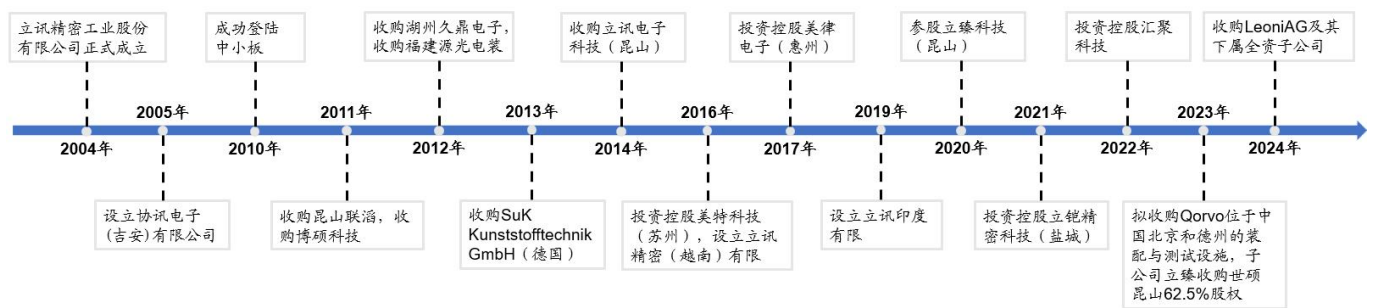 立讯精密工业股份
有限公司正式成立
成功登陆
中小板
收购湖州久鼎电子，
收购福建源光电装
收购立讯电子
科技（昆山）
投资控股美律
电子（惠州）
参股立臻科技
（昆山）
投资控股汇聚
科技
收购LeoniAG及其
下属全资子公司
2005年
2011年
2013年
2016年
2019年
2021年
2023年
2004年
2010年
2012年
2014年
2017年
2020年
2022年
2024年
设立协讯电子
(吉安)有限公司
收购昆山联滔，收
购博硕科技
收购SuK
Kunststofftechnik
GmbH（德国）
投资控股美特科技
（苏州），设立立讯
精密（越南）有限
设立立讯印度
有限
投资控股立铠精
密科技（盐城）
拟收购Qorvo位于中
国北京和德州的装
配与测试设施，子
公司立臻收购世硕
昆山62.5%股权